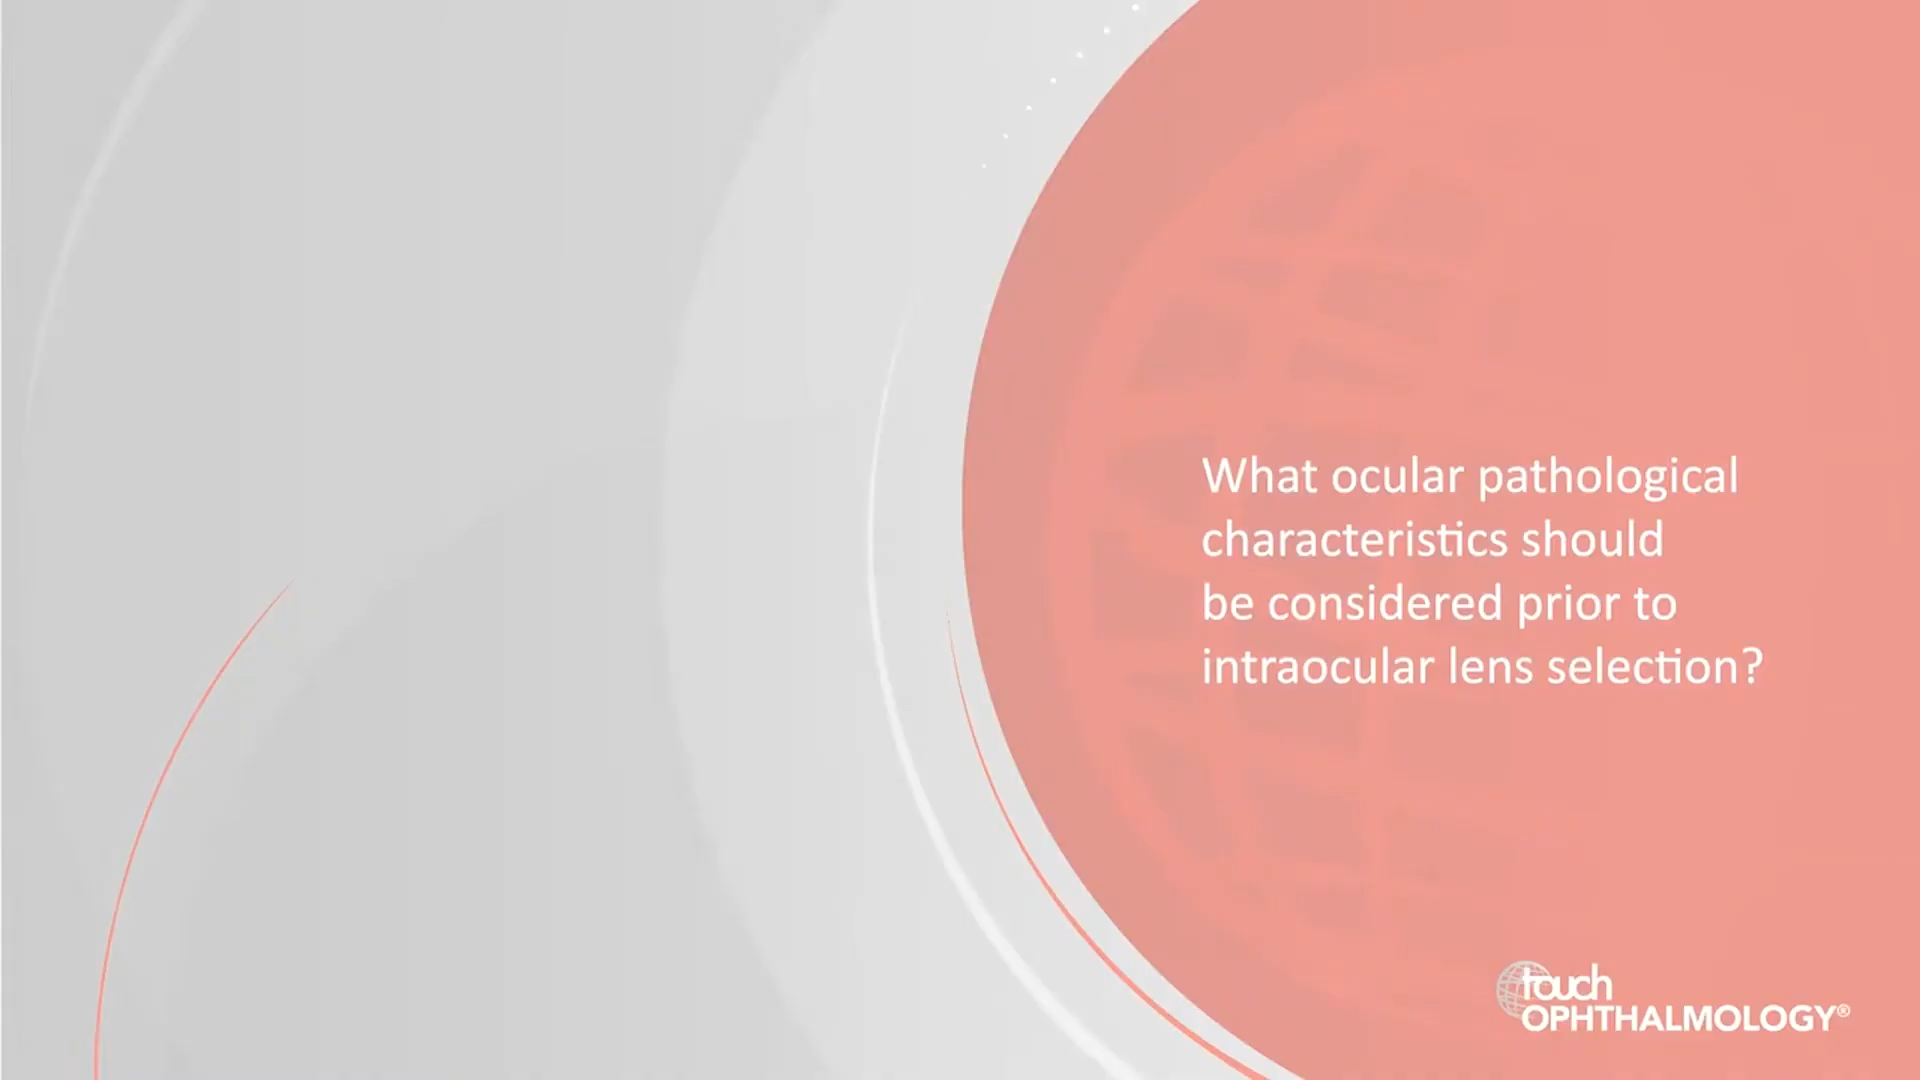 What ocular pathological
characteristics should
be considered prior to
intraocular lens selection?
touch
OPHTHALMOLOGY®